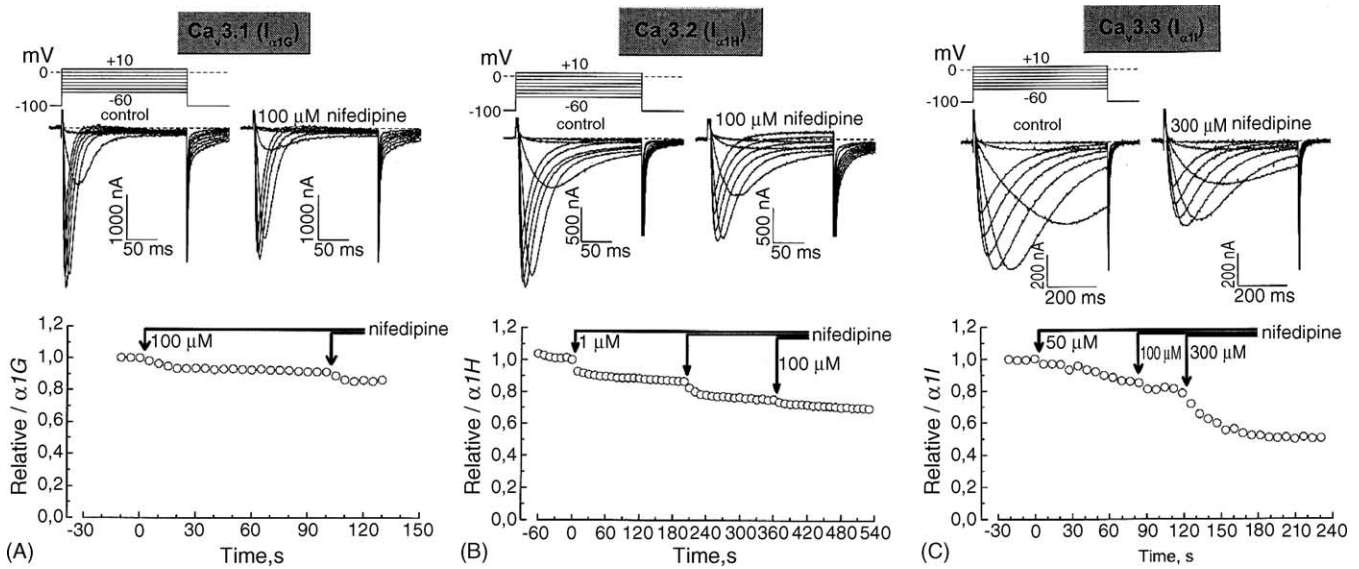 Cav3.1 (Iα1G)
mV
+10
0
-60
-100
control
100 μM nifedipine
1000 nA
50 ms
1000 nA
50 ms
1,2
1,0
0,8
0,6
0,4
0,2
0,0
Relative I α1G
100 μM
nifedipine
-30 0 30 60 90 120 150
Time,s
(A)
Cav3.2 (Iα1H)
mV
+10
0
-60
-100
control
100 μM nifedipine
500 nA
50 ms
500 nA
50 ms
1,2
1,0
0,8
0,6
0,4
0,2
0,0
Relative I α1H
1 μM
100 μM
nifedipine
-60 0 60 120 180 240 300 360 420 480 540
Time,s
(B)
Cav3.3 (Iα1I)
mV
+10
0
-60
-100
control
300 μM nifedipine
200 nA
200 ms
200 nA
200 ms
1,2
1,0
0,8
0,6
0,4
0,2
0,0
Relative I α1I
50 μM
100 μM
300 μM
nifedipine
-30 0 30 60 90 120 150 180 210 240
Time, s
(C)